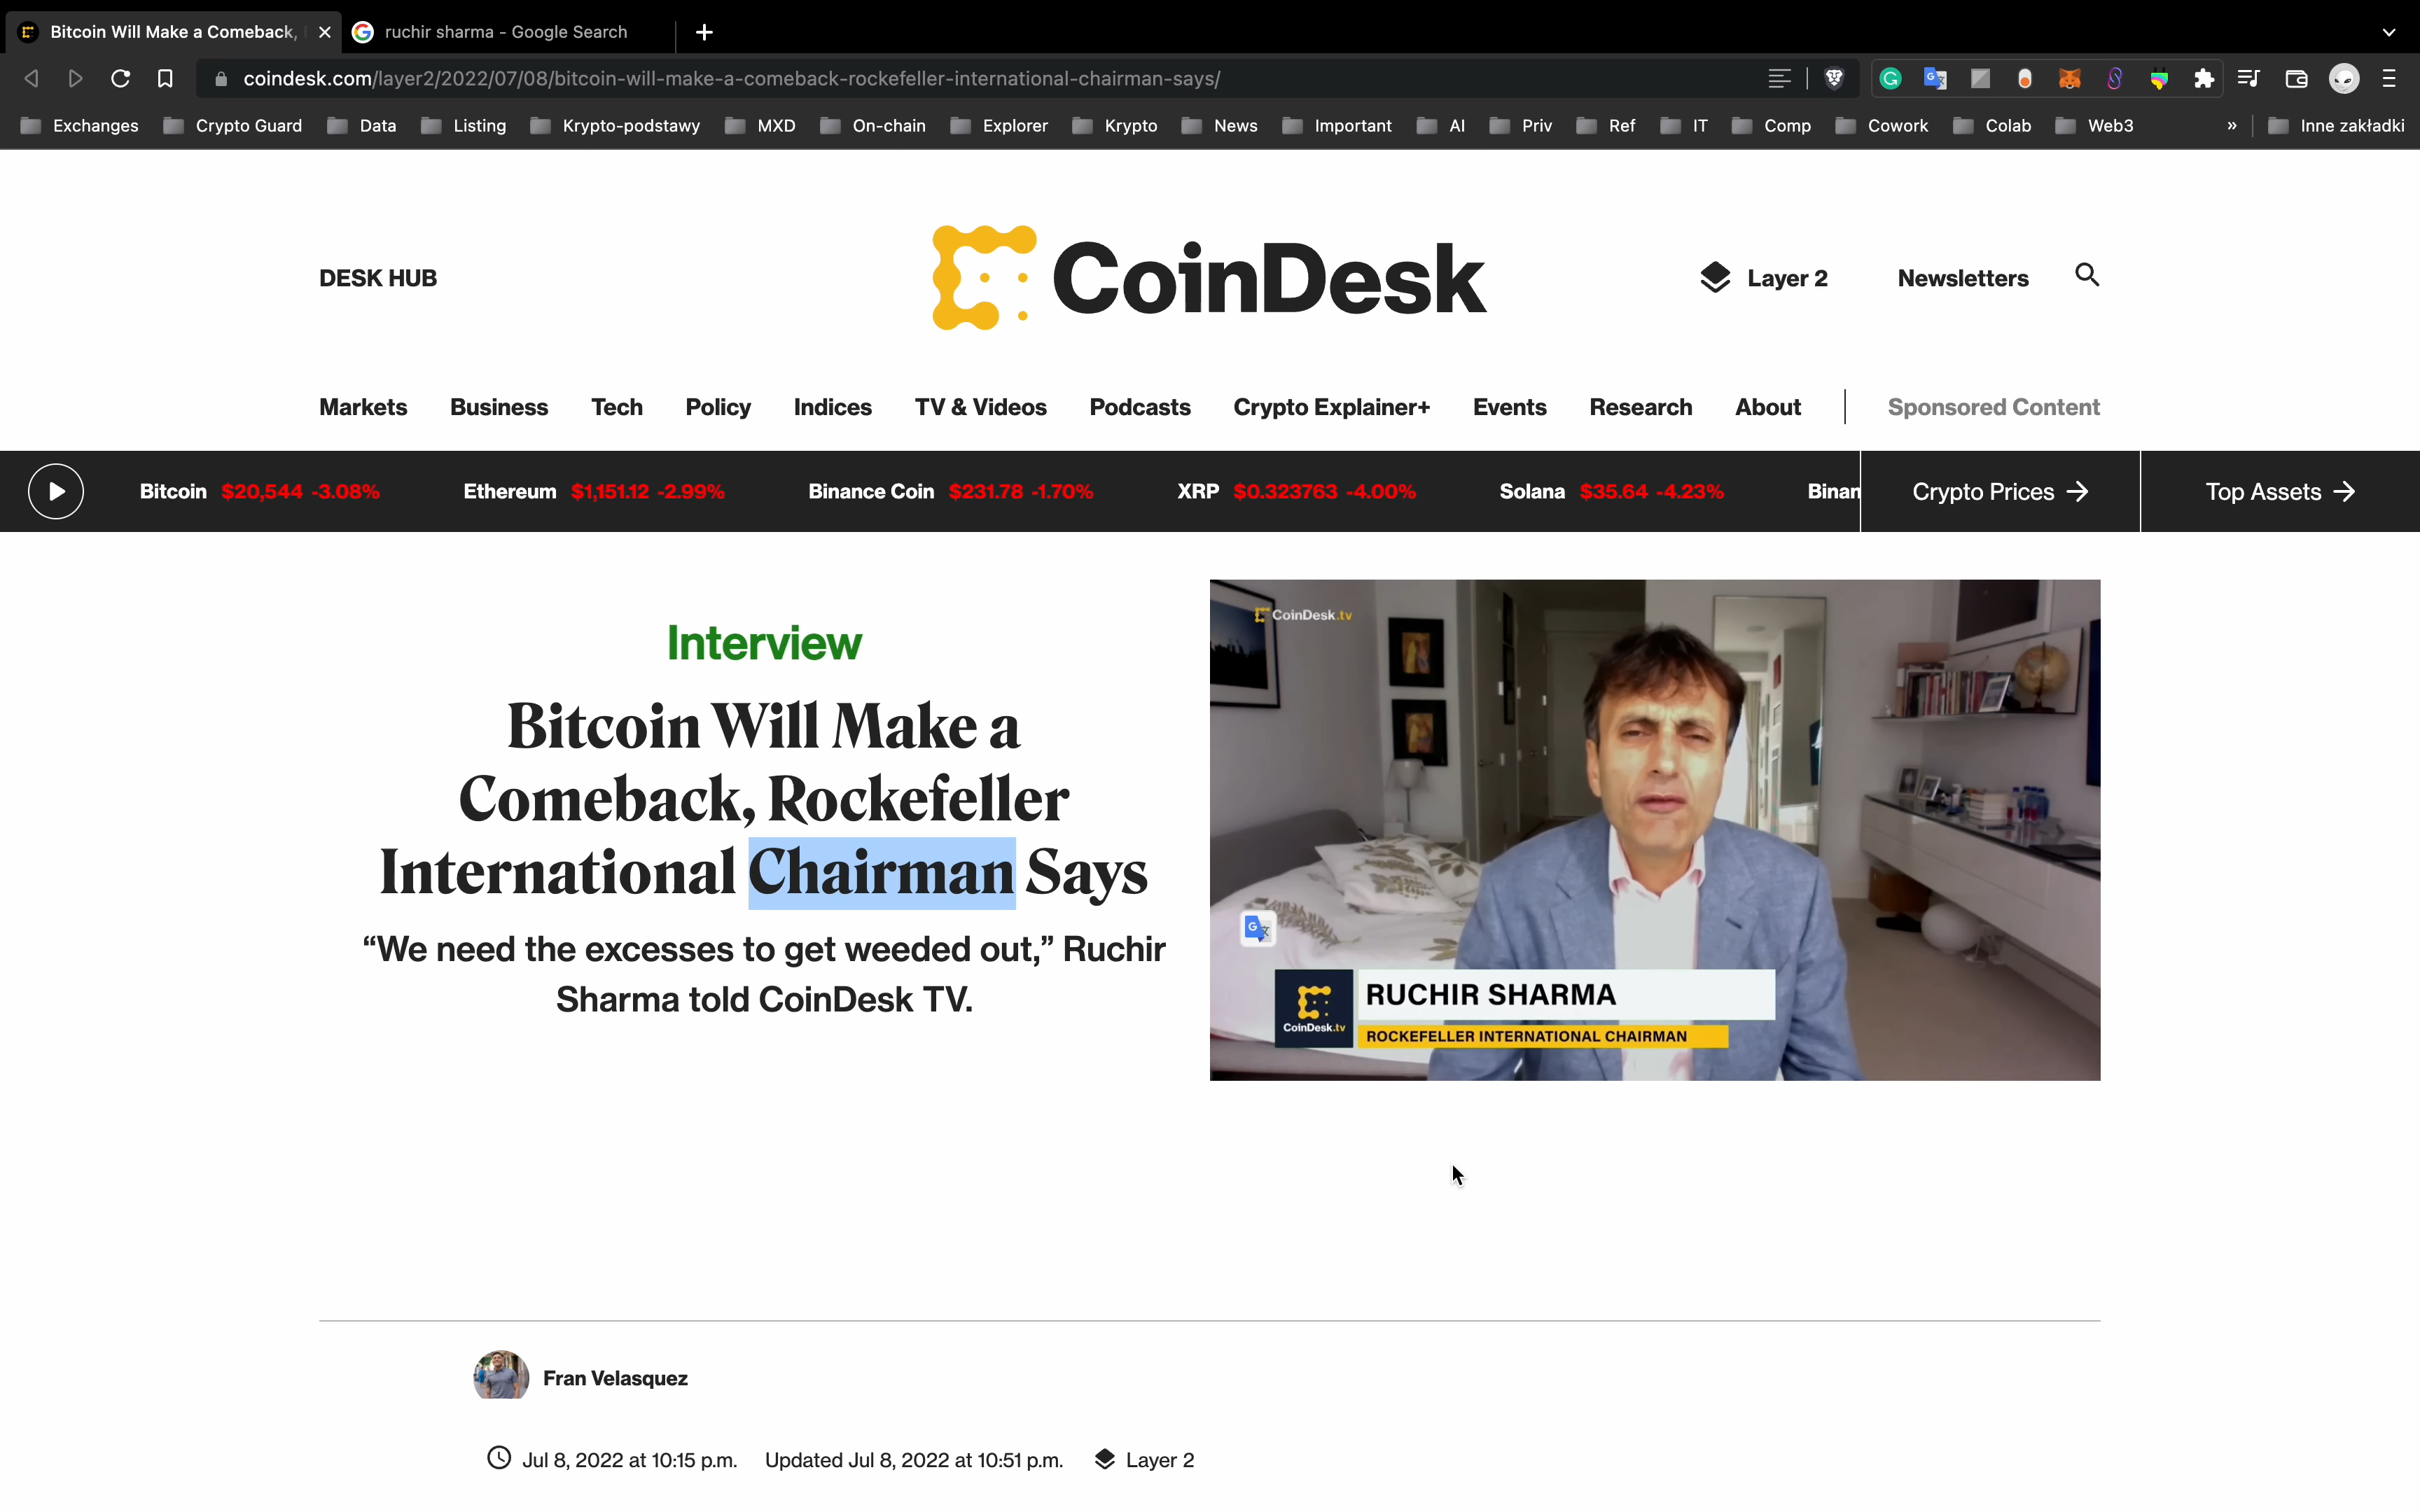 Bitcoin Will Make a Comeback,
ruchir sharma - Google Search
coindesk.com/layer2/2022/07/08/bitcoin-will-make-a-comeback-rockefeller-international-chairman-says/
Exchanges Crypto Guard Data Listing Krypto-podstawy MXD On-chain Explorer Krypto News Important AI Priv Ref IT Comp Cowork Colab Web3 » Inne zakładki
DESK HUB
CoinDesk
Layer 2
Newsletters
Markets Business Tech Policy Indices TV & Videos Podcasts Crypto Explainer+ Events Research About Sponsored Content
Bitcoin $20,544 -3.08% Ethereum $1,151.12 -2.99% Binance Coin $231.78 -1.70% XRP $0.323763 -4.00% Solana $35.64 -4.23% Binan Crypto Prices → Top Assets →
Interview
Bitcoin Will Make a
Comeback, Rockefeller
International Chairman Says
“We need the excesses to get weeded out,” Ruchir
Sharma told CoinDesk TV.
CoinDesk.tv
RUCHIR SHARMA
CoinDesk.tv
ROCKEFELLER INTERNATIONAL CHAIRMAN
Fran Velasquez
Jul 8, 2022 at 10:15 p.m. Updated Jul 8, 2022 at 10:51 p.m. Layer 2